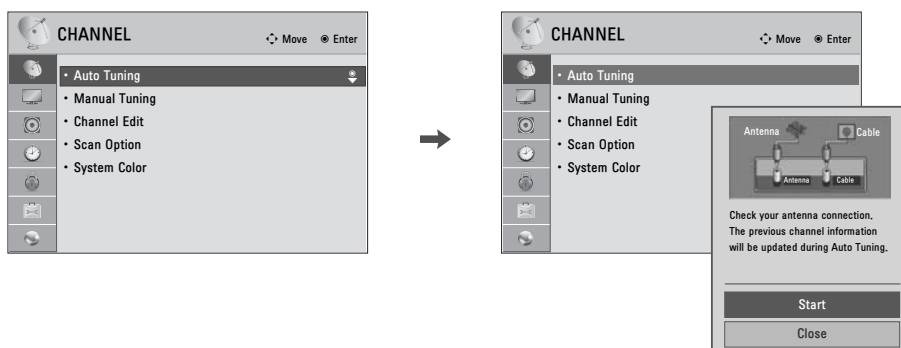 CHANNEL
Move Enter
• Auto Tuning
• Manual Tuning
• Channel Edit
• Scan Option
• System Color
CHANNEL
Move Enter
• Auto Tuning
• Manual Tuning
• Channel Edit
• Scan Option
• System Color
Antenna Cable
Antenna Cable
Check your antenna connection.
The previous channel information
will be updated during Auto Tuning.
Start
Close